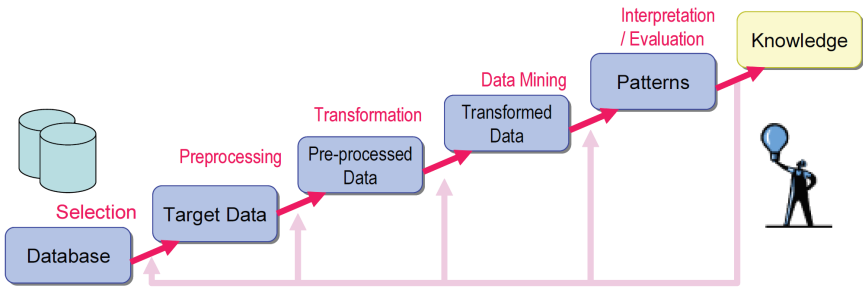 Interpretation
/ Evaluation
Knowledge
Data Mining
Patterns
Transformation
Transformed
Data
Preprocessing
Pre-processed
Data
Selection
Target Data
Database